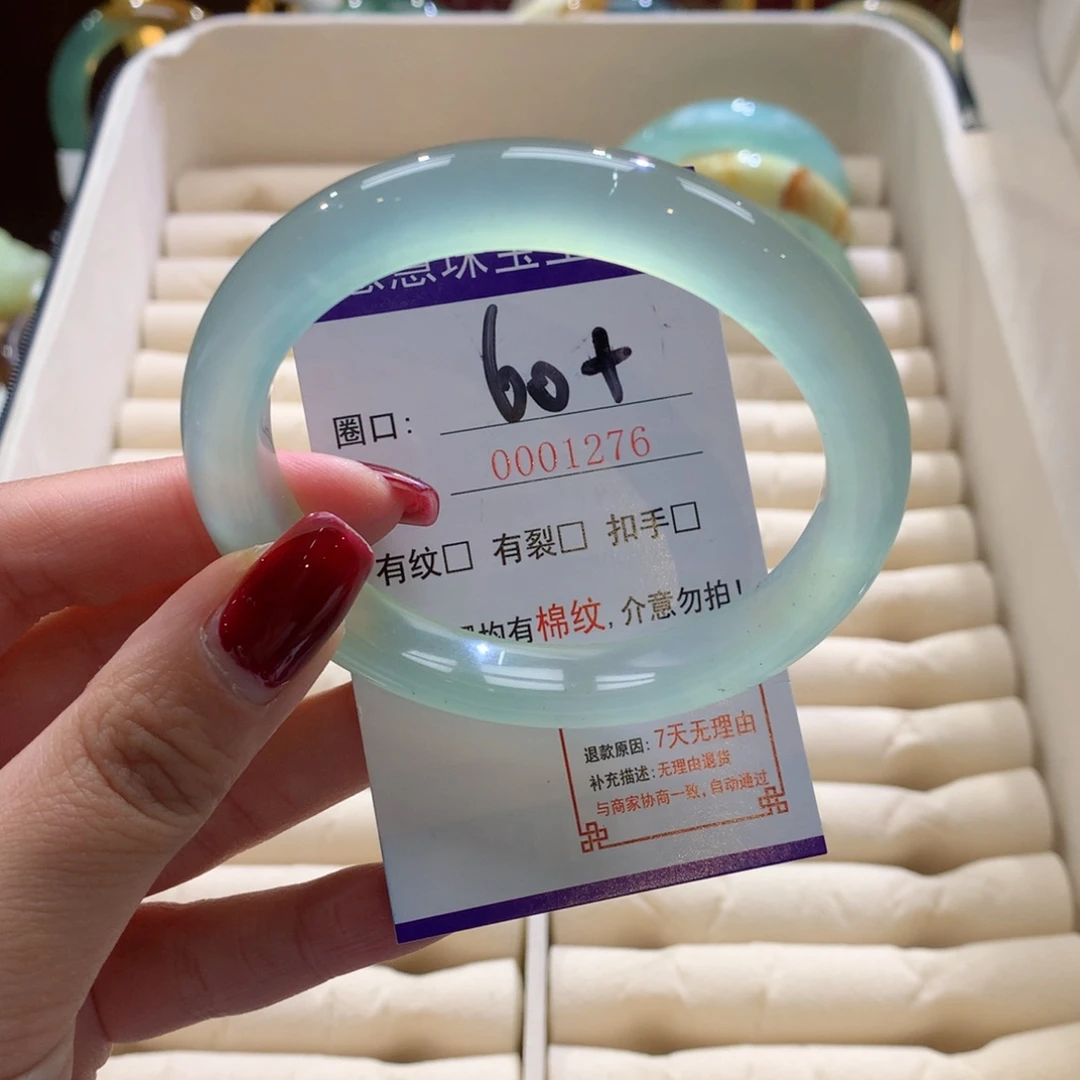 慧珠宝
圈口: 60+
0001276
有纹□ 有裂□ 扣手□
均有棉纹, 介意勿拍!
退款原因: 7天无理由
补充描述: 无理由退货
与商家协商一致, 自动通过